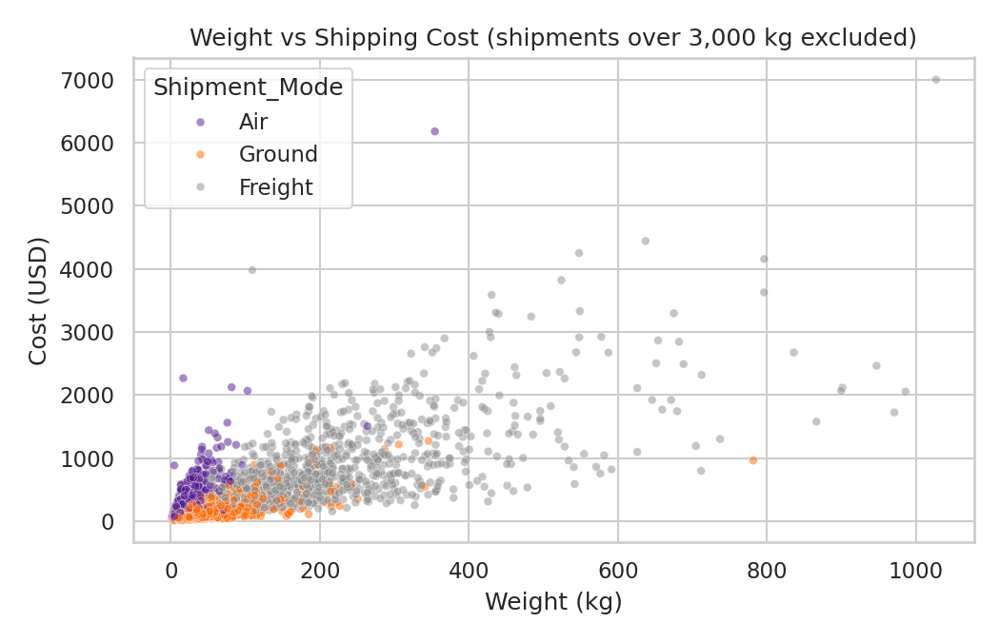 Weight vs Shipping Cost (shipments over 3,000 kg excluded)
Shipment_Mode
Air
Ground
Freight
7000
6000
5000
4000
3000
2000
1000
0
Cost (USD)
0 200 400 600 800 1000
Weight (kg)